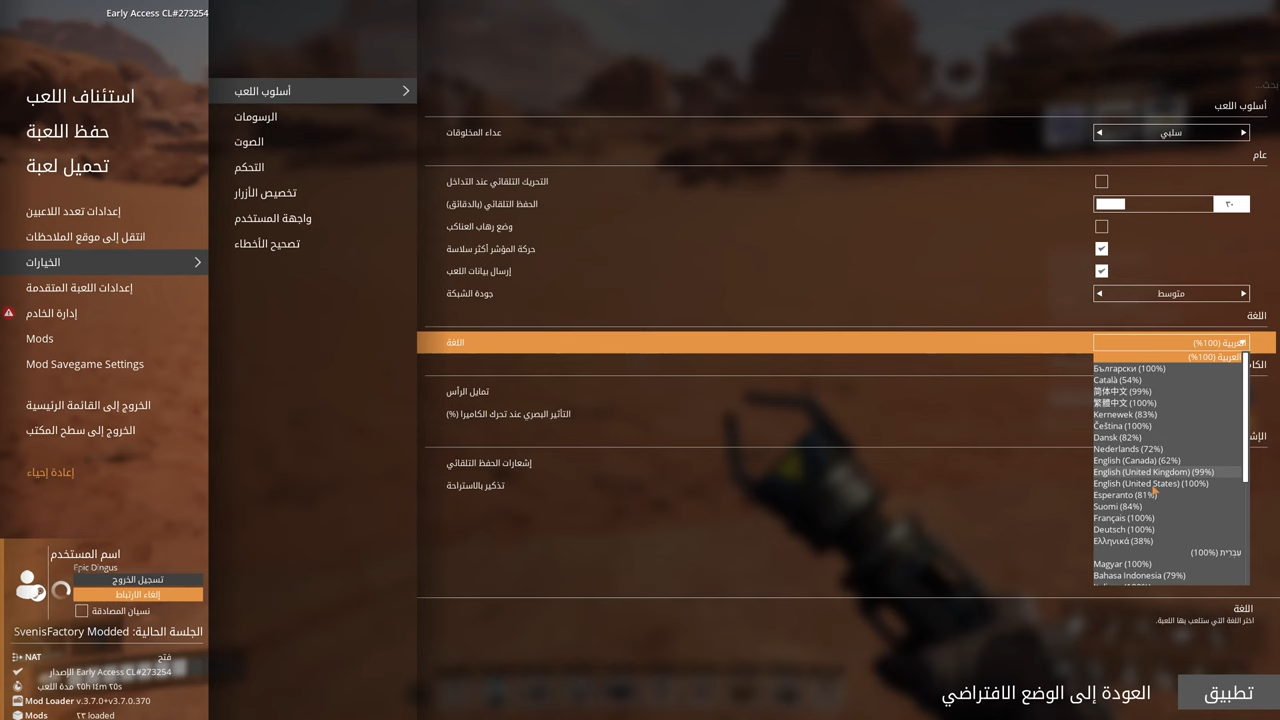 Early Access CL#273254
استئناف اللعب
حفظ اللعبة
تحميل لعبة
إعدادات تعدد اللاعبين
انتقل إلى موقع الملاحظات
الخيارات
إعدادات اللعبة المتقدمة
إدارة الخادم
Mods
Mod Savegame Settings
الخروج إلى القائمة الرئيسية
الخروج إلى سطح المكتب
إعادة إحياء
اسم المستخدم
Epic Dingus
تسجيل الخروج
إلغاء الارتباط
نسيان المصادقة
الجلسة الحالية: SvenisFactory Modded
NAT فتح
الإصدار Early Access CL#273254
مدة اللعب ٢٥h ١٤m ٢٥s
Mod Loader v.3.7.0+v3.7.0.370
Mods ٢٣ loaded
أسلوب اللعب
الرسومات
الصوت
التحكم
تخصيص الأزرار
واجهة المستخدم
تصحيح الأخطاء
بحث...
أسلوب اللعب
عداء المخلوقات
سلبي
عام
التحريك التلقائي عند التداخل
الحفظ التلقائي (بالدقائق)
٣٠
وضع رهاب العناكب
حركة المؤشر أكثر سلاسة
إرسال بيانات اللعب
جودة الشبكة
متوسط
اللغة
اللغة
العربية (100%)
العربية (100%)
Български (100%)
Català (54%)
简体中文 (99%)
繁體中文 (100%)
Kernewek (83%)
Čeština (100%)
Dansk (82%)
Nederlands (72%)
English (Canada) (62%)
English (United Kingdom) (99%)
English (United States) (100%)
Esperanto (81%)
Suomi (84%)
Français (100%)
Deutsch (100%)
Ελληνικά (38%)
עברית (100%)
Magyar (100%)
Bahasa Indonesia (79%)
تمايل الرأس
التأثير البصري عند تحرك الكاميرا (%)
إشعارات الحفظ التلقائي
تذكير بالاستراحة
اللغة
اختر اللغة التي ستلعب بها اللعبة.
العودة إلى الوضع الافتراضي
تطبيق